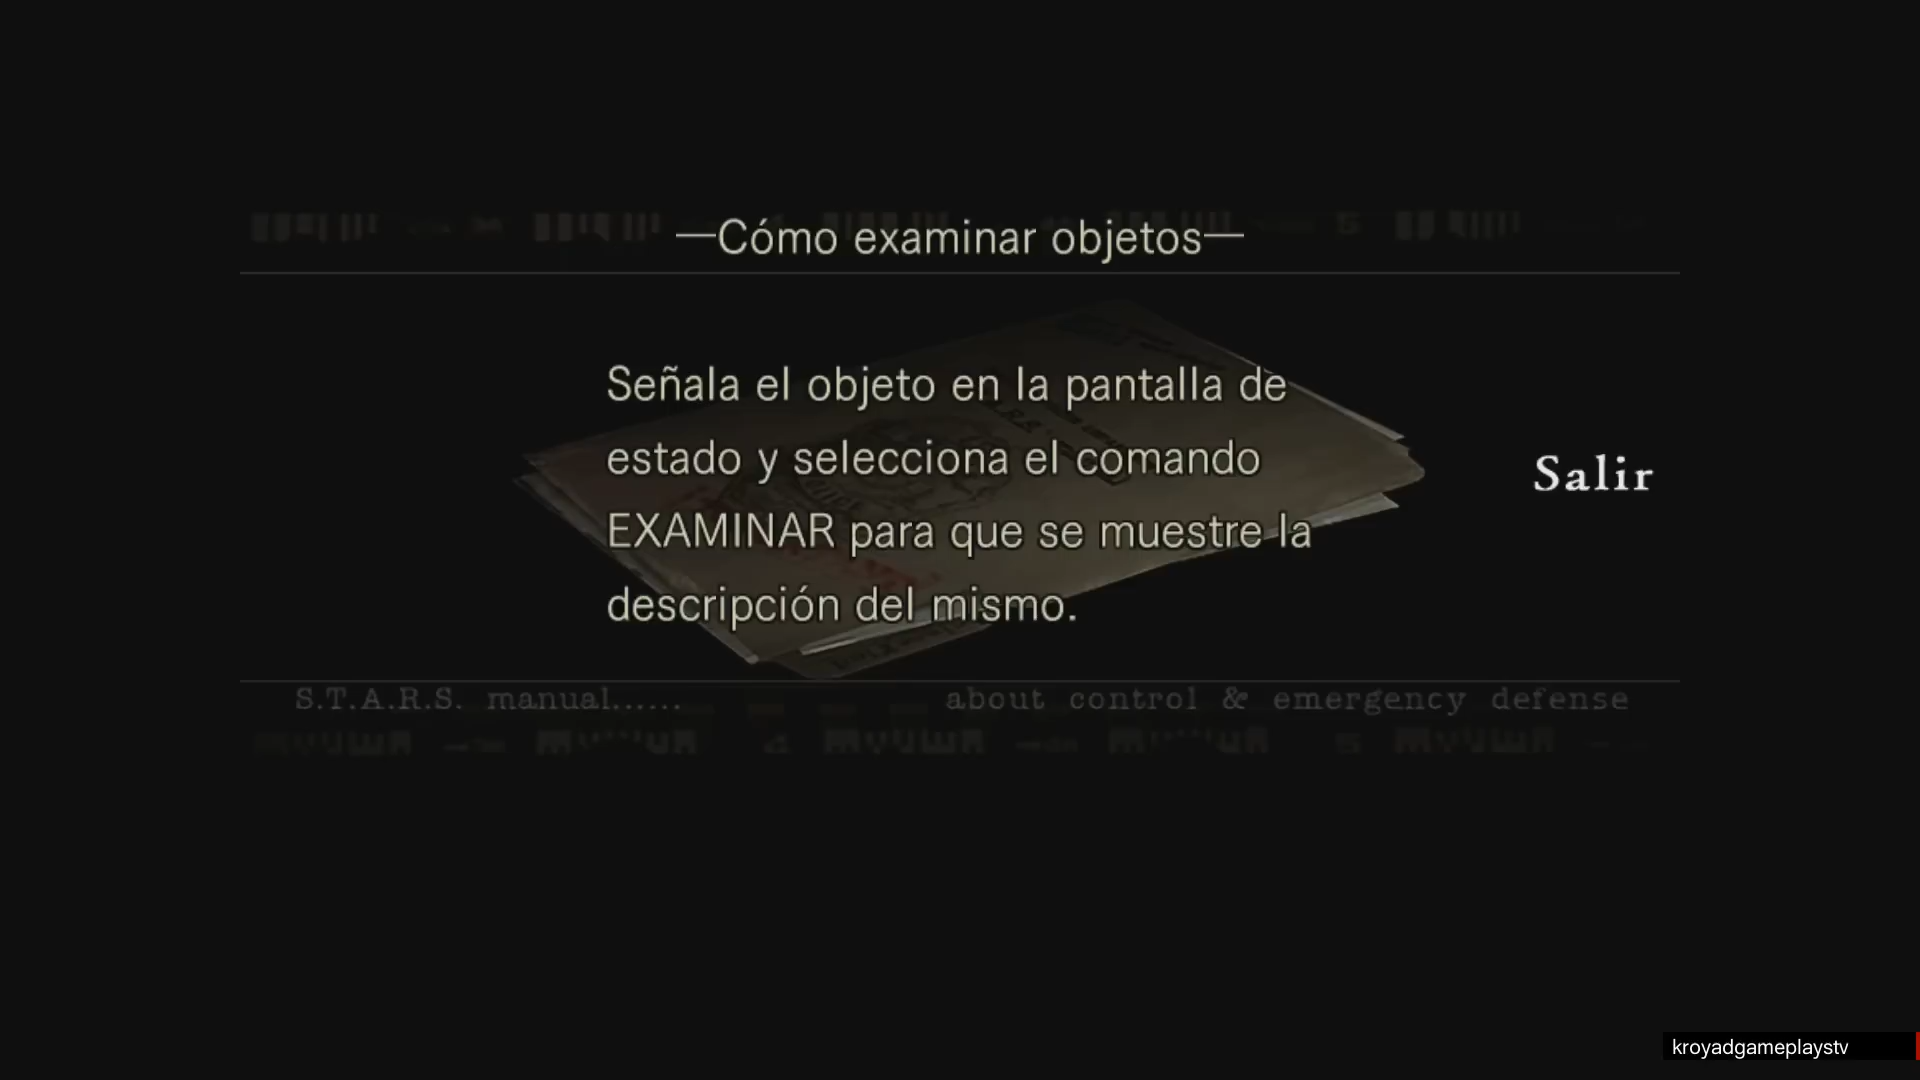 —Cómo examinar objetos—
Señala el objeto en la pantalla de
estado y selecciona el comando
EXAMINAR para que se muestre la
descripción del mismo.
Salir
S.T.A.R.S. manual...... about control & emergency defense
kroyadgameplaystv